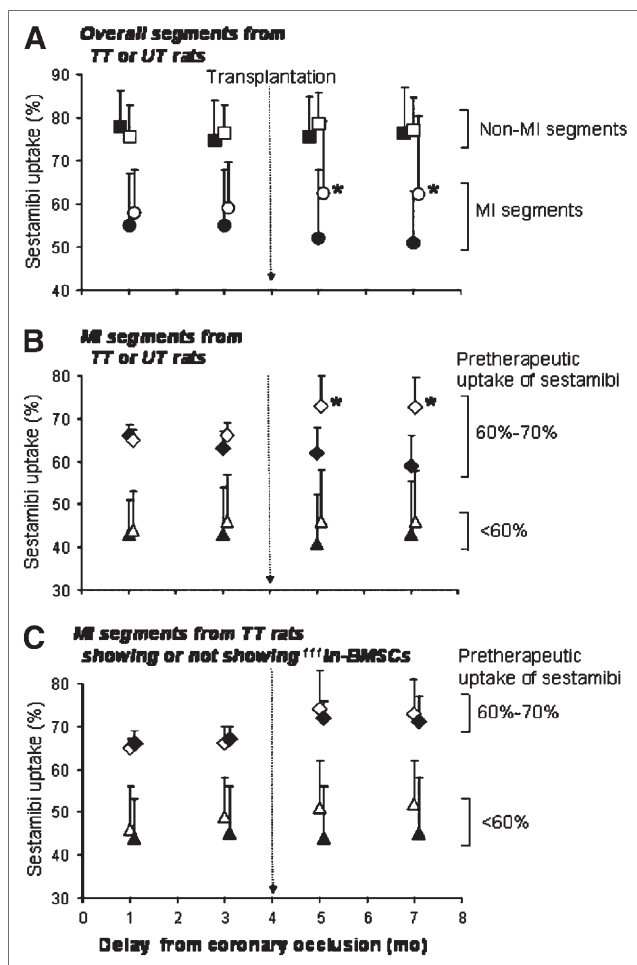 A
Overall segments from
TT or UT rats
Transplantation
90
80
70
60
50
40
Sestamibi uptake (%)
Non-MI segments
*
*
MI segments
B
MI segments from
TT or UT rats
Pretherapeutic
uptake of sestamibi
80
70
60
50
40
30
Sestamibi uptake (%)
*
*
60%-70%
<60%
C
MI segments from TT rats
showing or not showing ¹¹¹In-BMSCs
Pretherapeutic
uptake of sestamibi
80
70
60
50
40
30
Sestamibi uptake (%)
60%-70%
<60%
0 1 2 3 4 5 6 7 8
Delay from coronary occlusion (mo)